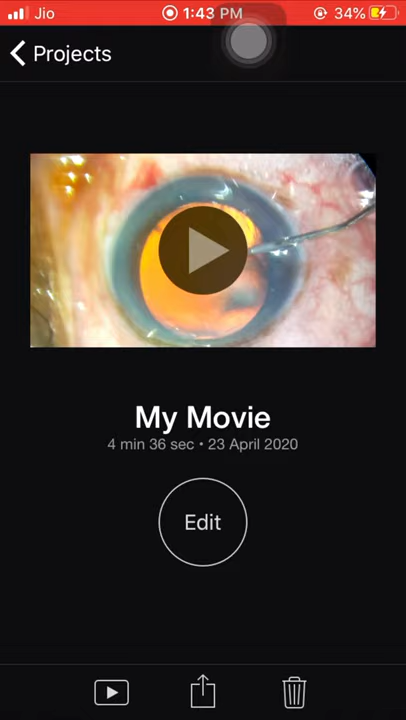 Jio 1:43 PM 34%
Projects
My Movie
4 min 36 sec • 23 April 2020
Edit